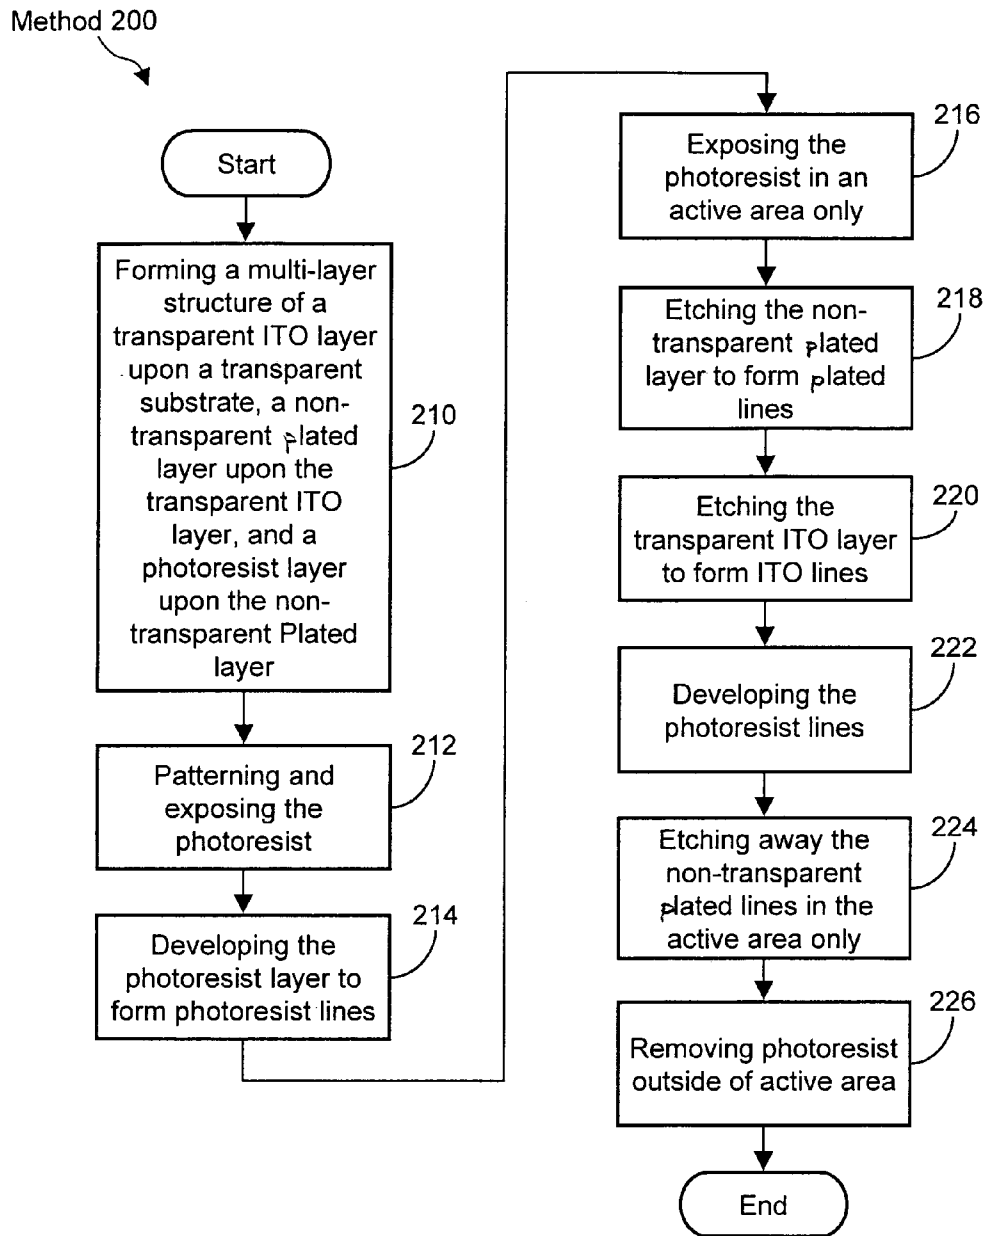 Method 200
Start
Forming a multi-layer
structure of a
transparent ITO layer
upon a transparent
substrate, a non-
transparent plated
layer upon the
transparent ITO
layer, and a
photoresist layer
upon the non-
transparent Plated
layer
210
Patterning and
exposing the
photoresist
212
Developing the
photoresist layer to
form photoresist lines
214
Exposing the
photoresist in an
active area only
216
Etching the non-
transparent plated
layer to form plated
lines
218
Etching the
transparent ITO layer
to form ITO lines
220
Developing the
photoresist lines
222
Etching away the
non-transparent
plated lines in the
active area only
224
Removing photoresist
outside of active area
226
End